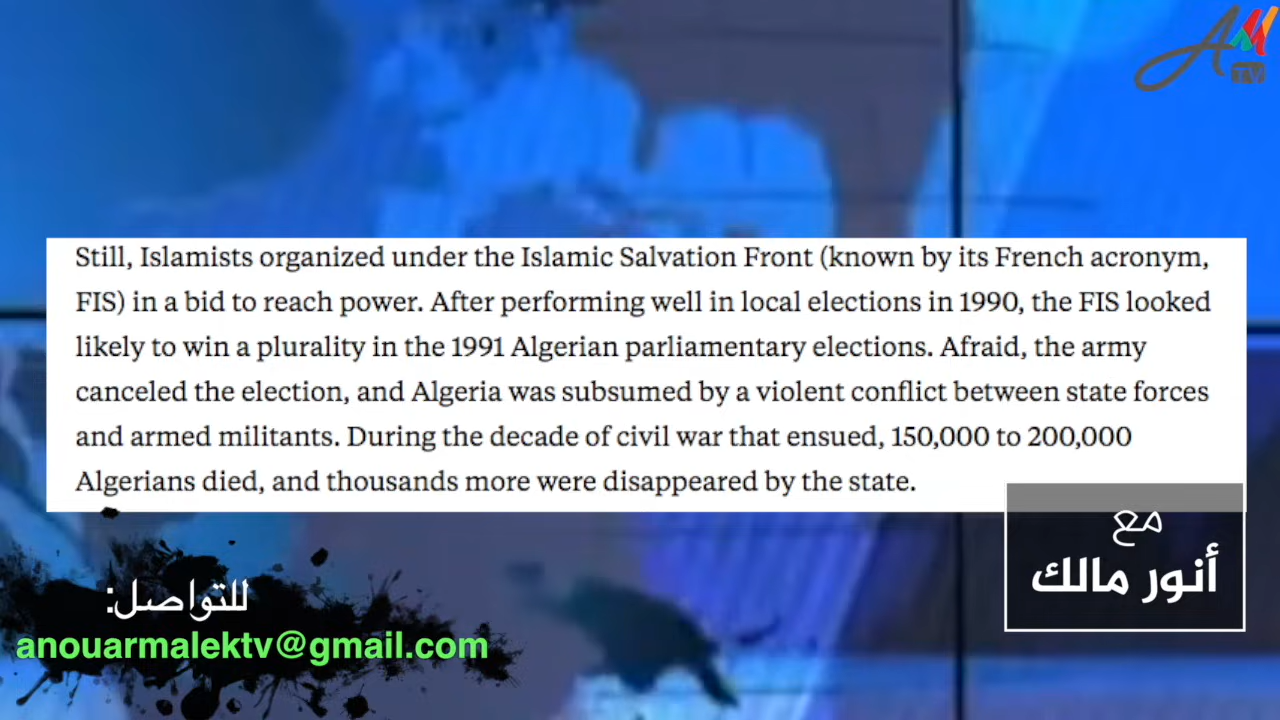 AM
TV
Still, Islamists organized under the Islamic Salvation Front (known by its French acronym,
FIS) in a bid to reach power. After performing well in local elections in 1990, the FIS looked
likely to win a plurality in the 1991 Algerian parliamentary elections. Afraid, the army
canceled the election, and Algeria was subsumed by a violent conflict between state forces
and armed militants. During the decade of civil war that ensued, 150,000 to 200,000
Algerians died, and thousands more were disappeared by the state.
مع
أنور مالك
للتواصل:
anouarmalektv@gmail.com